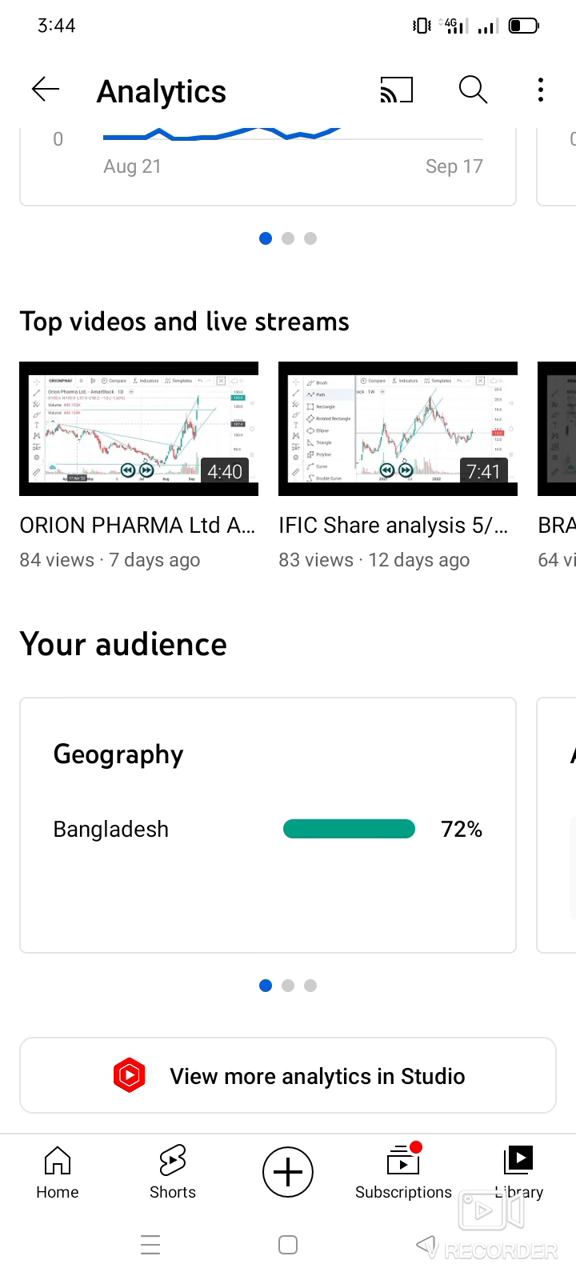 3:44
4G
Analytics
0
Aug 21
Sep 17
Top videos and live streams
4:40
7:41
ORION PHARMA Ltd A...
IFIC Share analysis 5/...
BRA
84 views · 7 days ago
83 views · 12 days ago
64 vi
Your audience
Geography
Bangladesh
72%
View more analytics in Studio
Home
Shorts
Subscriptions
Library
V RECORDER